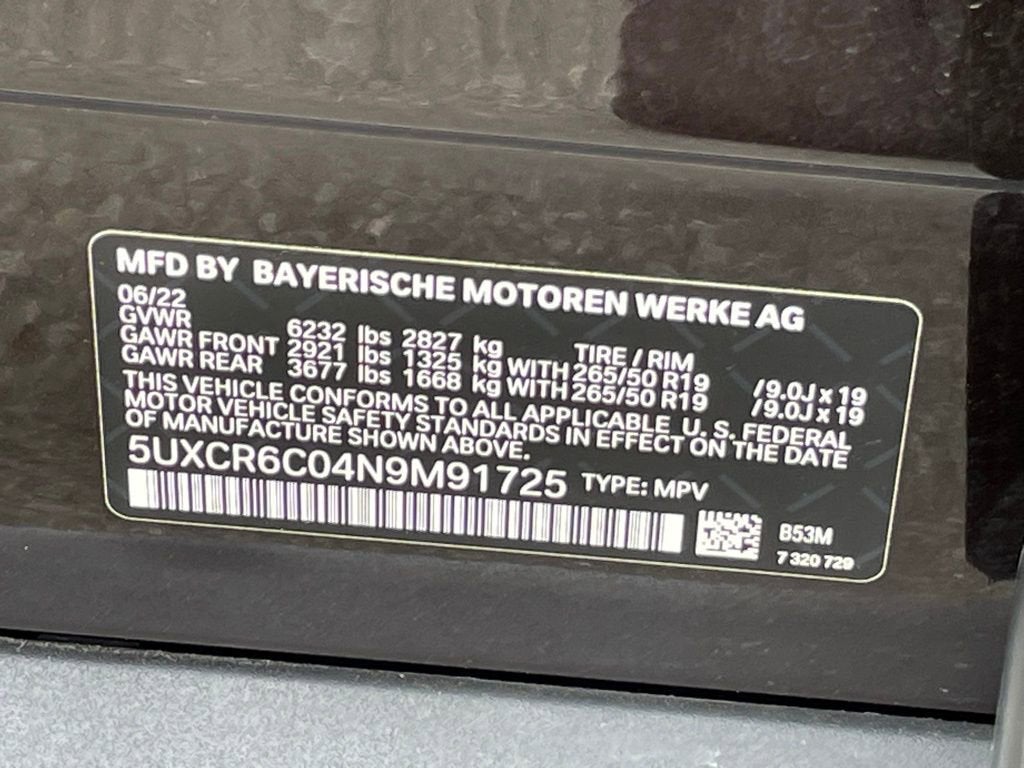 MFD BY BAYERISCHE MOTOREN WERKE AG
06/22
GVWR 6232 lbs 2827 kg TIRE / RIM
GAWR FRONT 2921 lbs 1325 kg WITH 265/50 R19 /9.0J x 19
GAWR REAR 3677 lbs 1668 kg WITH 265/50 R19 /9.0J x 19
THIS VEHICLE CONFORMS TO ALL APPLICABLE U. S. FEDERAL
MOTOR VEHICLE SAFETY STANDARDS IN EFFECT ON THE DATE
OF MANUFACTURE SHOWN ABOVE.
5UXCR6C04N9M91725 TYPE: MPV
B53M
7 320 729